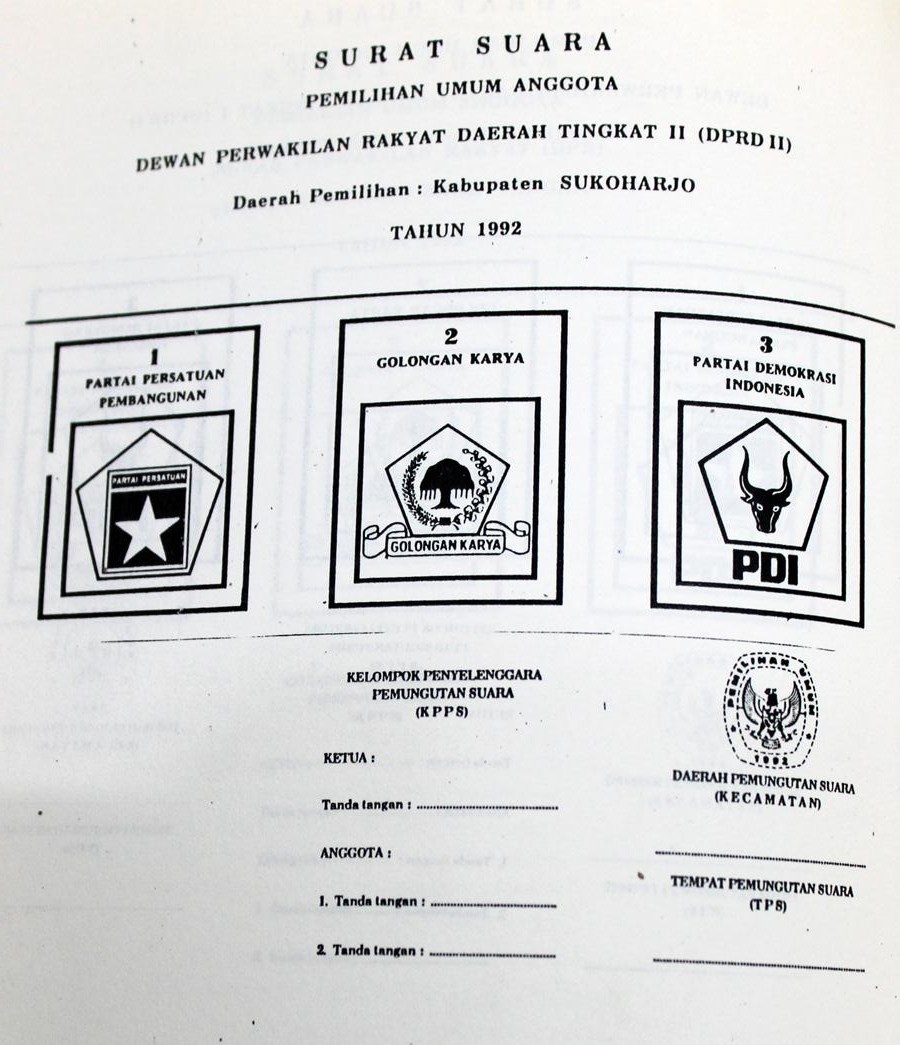 SURAT SUARA
PEMILIHAN UMUM ANGGOTA
DEWAN PERWAKILAN RAKYAT DAERAH TINGKAT II (DPRD II)
Daerah Pemilihan : Kabupaten SUKOHARJO
TAHUN 1992
1
PARTAI PERSATUAN
PEMBANGUNAN
PARTAI PERSATUAN
2
GOLONGAN KARYA
GOLONGAN KARYA
3
PARTAI DEMOKRASI
INDONESIA
PDI
KELOMPOK PENYELENGGARA
PEMUNGUTAN SUARA
(KPPS)
KETUA :
Tanda tangan : ........................
ANGGOTA :
1. Tanda tangan : ........................
2. Tanda tangan : ........................
PEMILIHAN UMUM
1992
DAERAH PEMUNGUTAN SUARA
(KECAMATAN)
........................
TEMPAT PEMUNGUTAN SUARA
(TPS)
........................